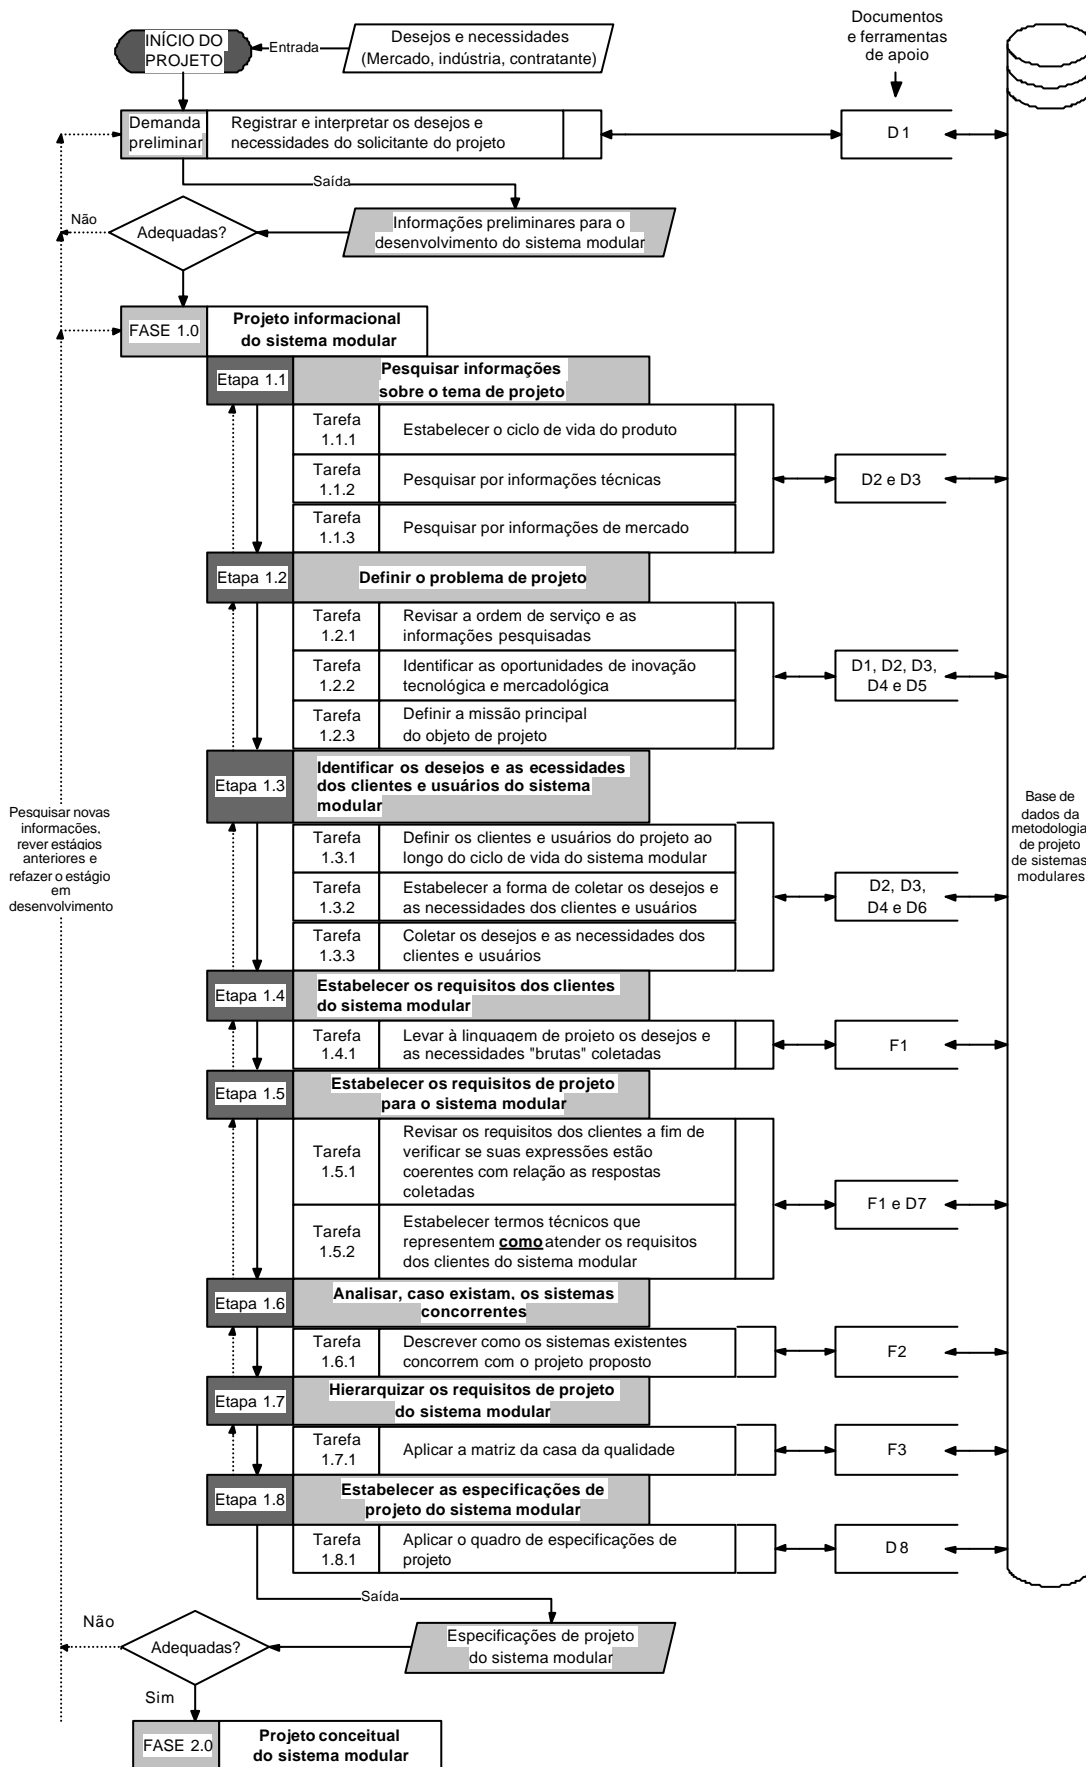 INÍCIO DO
PROJETO
Entrada
Desejos e necessidades
(Mercado, indústria, contratante)
Documentos
e ferramentas
de apoio
Demanda
preliminar
Registrar e interpretar os desejos e
necessidades do solicitante do projeto
D1
Saída
Não
Adequadas?
Informações preliminares para o
desenvolvimento do sistema modular
FASE 1.0
Projeto informacional
do sistema modular
Etapa 1.1
Pesquisar informações
sobre o tema de projeto
Tarefa
1.1.1
Estabelecer o ciclo de vida do produto
Tarefa
1.1.2
Pesquisar por informações técnicas
D2 e D3
Tarefa
1.1.3
Pesquisar por informações de mercado
Etapa 1.2
Definir o problema de projeto
Tarefa
1.2.1
Revisar a ordem de serviço e as
informações pesquisadas
Tarefa
1.2.2
Identificar as oportunidades de inovação
tecnológica e mercadológica
D1, D2, D3,
D4 e D5
Tarefa
1.2.3
Definir a missão principal
do objeto de projeto
Etapa 1.3
Identificar os desejos e as ecessidades
dos clientes e usuários do sistema
modular
Pesquisar novas
informações,
rever estágios
anteriores e
refazer o estágio
em
desenvolvimento
Base de
dados da
metodologia
de projeto
de sistemas
modulares
Tarefa
1.3.1
Definir os clientes e usuários do projeto ao
longo do ciclo de vida do sistema modular
Tarefa
1.3.2
Estabelecer a forma de coletar os desejos e
as necessidades dos clientes e usuários
D2, D3,
D4 e D6
Tarefa
1.3.3
Coletar os desejos e as necessidades dos
clientes e usuários
Etapa 1.4
Estabelecer os requisitos dos clientes
do sistema modular
Tarefa
1.4.1
Levar à linguagem de projeto os desejos e
as necessidades "brutas" coletadas
F1
Etapa 1.5
Estabelecer os requisitos de projeto
para o sistema modular
Tarefa
1.5.1
Revisar os requisitos dos clientes a fim de
verificar se suas expressões estão
coerentes com relação as respostas
coletadas
F1 e D7
Tarefa
1.5.2
Estabelecer termos técnicos que
representem como atender os requisitos
dos clientes do sistema modular
Etapa 1.6
Analisar, caso existam, os sistemas
concorrentes
Tarefa
1.6.1
Descrever como os sistemas existentes
concorrem com o projeto proposto
F2
Etapa 1.7
Hierarquizar os requisitos de projeto
do sistema modular
Tarefa
1.7.1
Aplicar a matriz da casa da qualidade
F3
Etapa 1.8
Estabelecer as especificações de
projeto do sistema modular
Tarefa
1.8.1
Aplicar o quadro de especificações de
projeto
D8
Saída
Não
Adequadas?
Especificações de projeto
do sistema modular
Sim
FASE 2.0
Projeto conceitual
do sistema modular